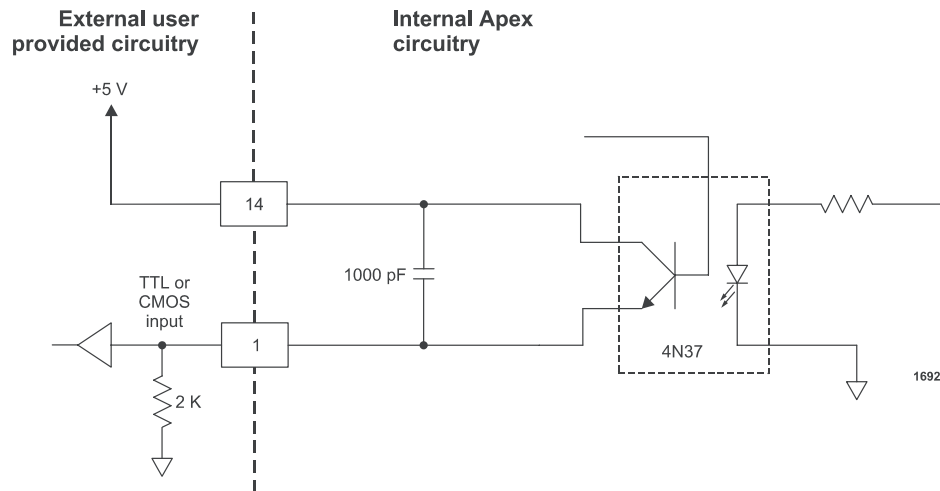 External user
provided circuitry
Internal Apex
circuitry
+5 V
14
1000 pF
TTL or
CMOS
input
1
2 K
4N37
1692